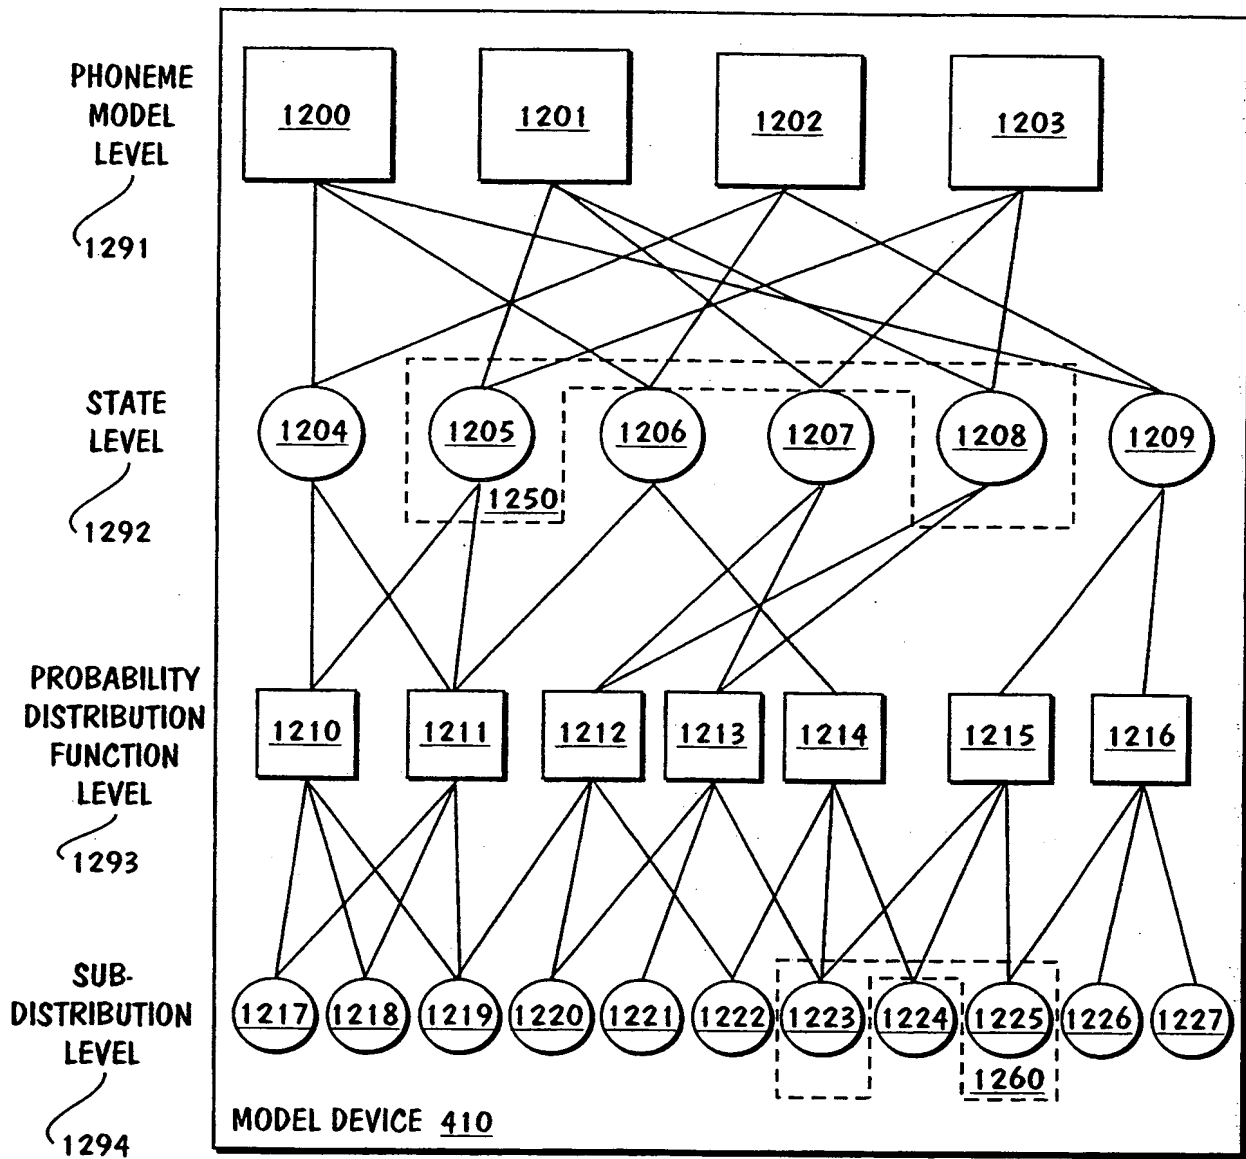 PHONEME
MODEL
LEVEL
1291
1200 1201 1202 1203
STATE
LEVEL
1292
1204 1205 1206 1207 1208 1209
1250
PROBABILITY
DISTRIBUTION
FUNCTION
LEVEL
1293
1210 1211 1212 1213 1214 1215 1216
SUB-
DISTRIBUTION
LEVEL
1294
1217 1218 1219 1220 1221 1222 1223 1224 1225 1226 1227
1260
MODEL DEVICE 410